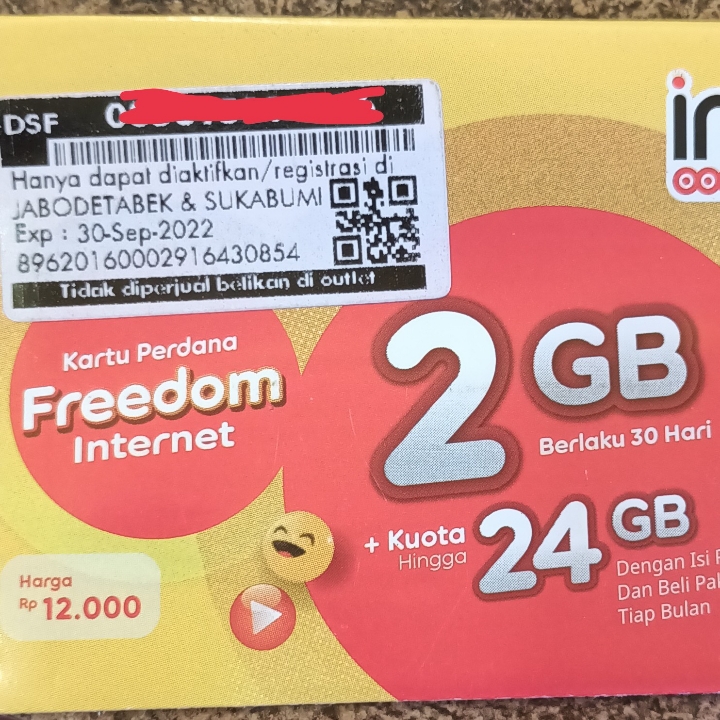 DSF
Hanya dapat diaktifkan/registrasi di
JABODETABEK & SUKABUMI
Exp : 30-Sep-2022
89620160002916430854
Tidak diperjual belikan di outlet
Kartu Perdana
Freedom
Internet
2 GB
Berlaku 30 Hari
+ Kuota
Hingga
24 GB
Dengan Isi
Dan Beli
Tiap Bulan
Harga
Rp 12.000